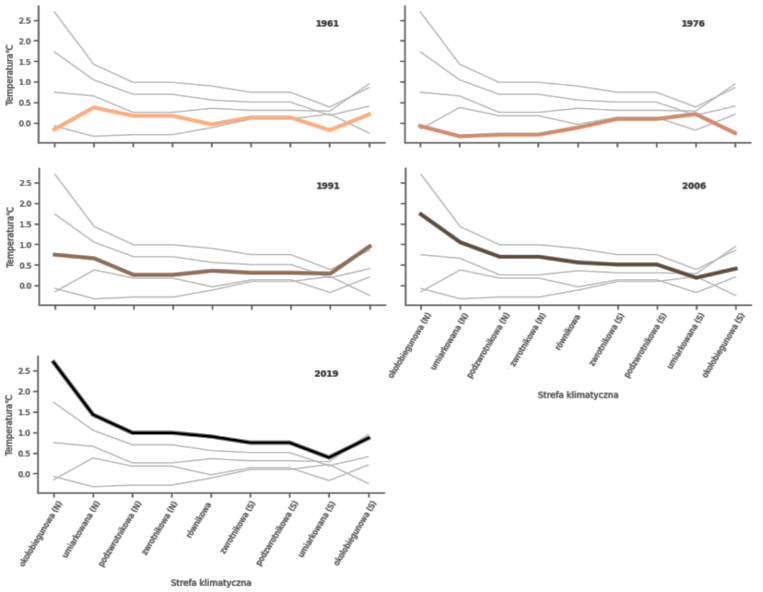 1961
2.5
2.0
1.5
1.0
0.5
0.0
Temperatura°C
1976
1991
2.5
2.0
1.5
1.0
0.5
0.0
Temperatura°C
2006
okołobiegunowa (N)
umiarkowana (N)
podzwrotnikowa (N)
zwrotnikowa (N)
równikowa
zwrotnikowa (S)
podzwrotnikowa (S)
umiarkowana (S)
okołobiegunowa (S)
Strefa klimatyczna
2019
2.5
2.0
1.5
1.0
0.5
0.0
Temperatura°C
okołobiegunowa (N)
umiarkowana (N)
podzwrotnikowa (N)
zwrotnikowa (N)
równikowa
zwrotnikowa (S)
podzwrotnikowa (S)
umiarkowana (S)
okołobiegunowa (S)
Strefa klimatyczna